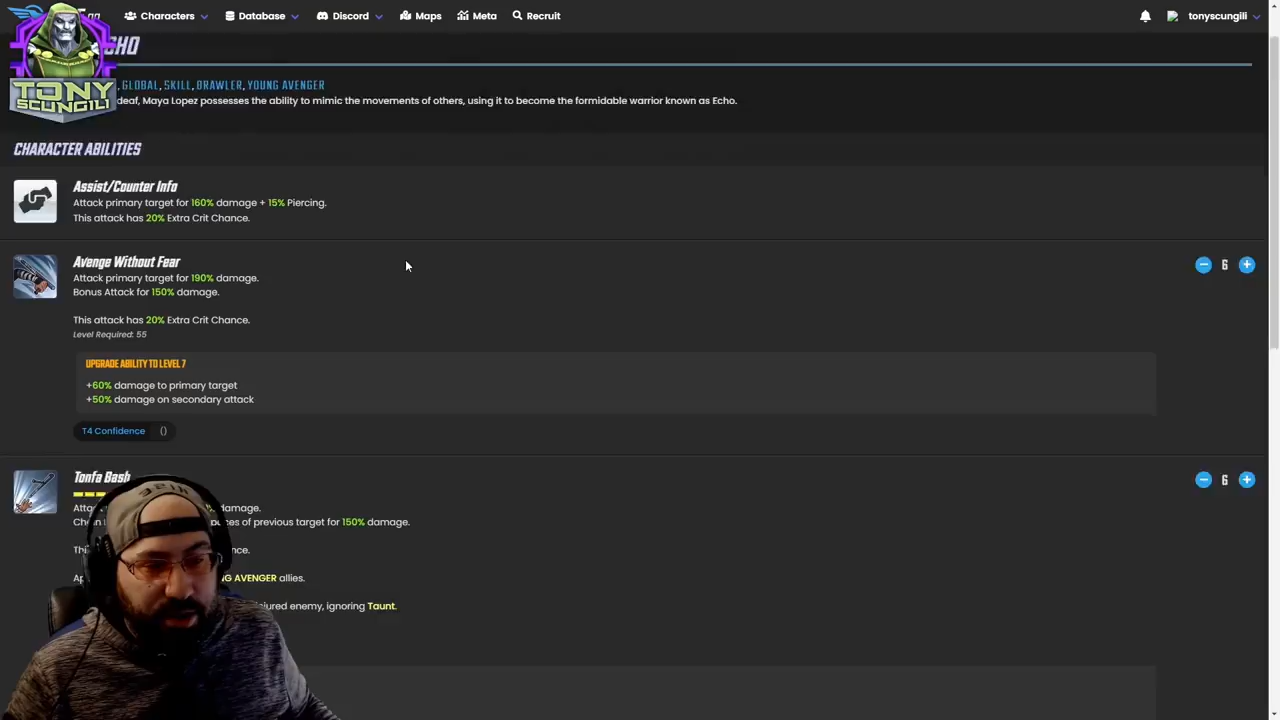 Characters Database Discord Maps Meta Recruit tonyscungili
TONY
SCUNGILI
GLOBAL, SKILL, BRAWLER, YOUNG AVENGER
deaf, Maya Lopez possesses the ability to mimic the movements of others, using it to become the formidable warrior known as Echo.
CHARACTER ABILITIES
Assist/Counter Info
Attack primary target for 160% damage + 15% Piercing.
This attack has 20% Extra Crit Chance.
Avenge Without Fear
6
Attack primary target for 190% damage.
Bonus Attack for 150% damage.
This attack has 20% Extra Crit Chance.
Level Required: 55
UPGRADE ABILITY TO LEVEL 7
+60% damage to primary target
+50% damage on secondary attack
T4 Confidence ()
Tonfa Bash
6
damage.
of previous target for 150% damage.
AVENGER allies.
enemy, ignoring Taunt.